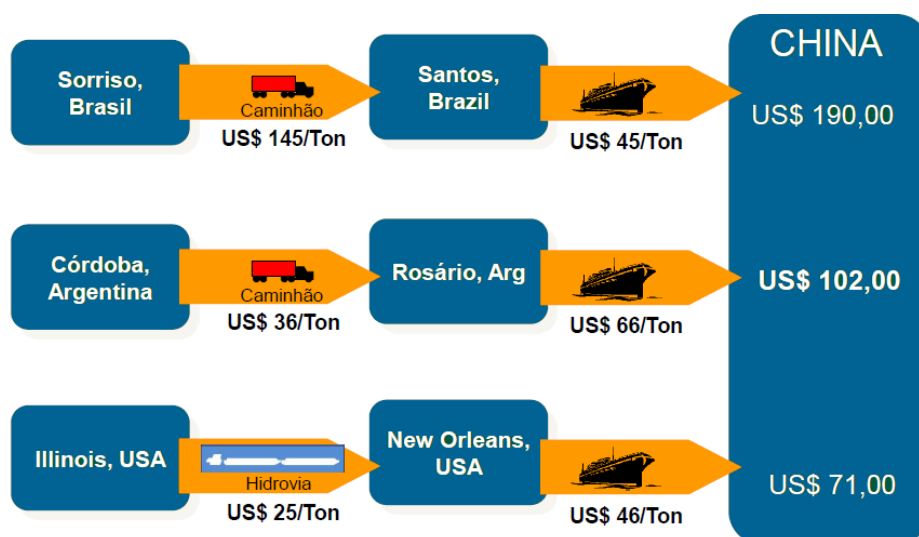 CHINA
Sorriso,
Brasil
Caminhão
US$ 145/Ton
Santos,
Brazil
US$ 45/Ton
US$ 190,00
Córdoba,
Argentina
Caminhão
US$ 36/Ton
Rosário, Arg
US$ 66/Ton
US$ 102,00
Illinois, USA
Hidrovia
US$ 25/Ton
New Orleans,
USA
US$ 46/Ton
US$ 71,00